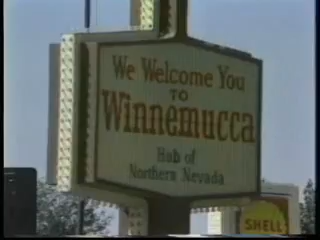 We Welcome You
TO
Winnemucca
Hub of
Northern Nevada
SHELL